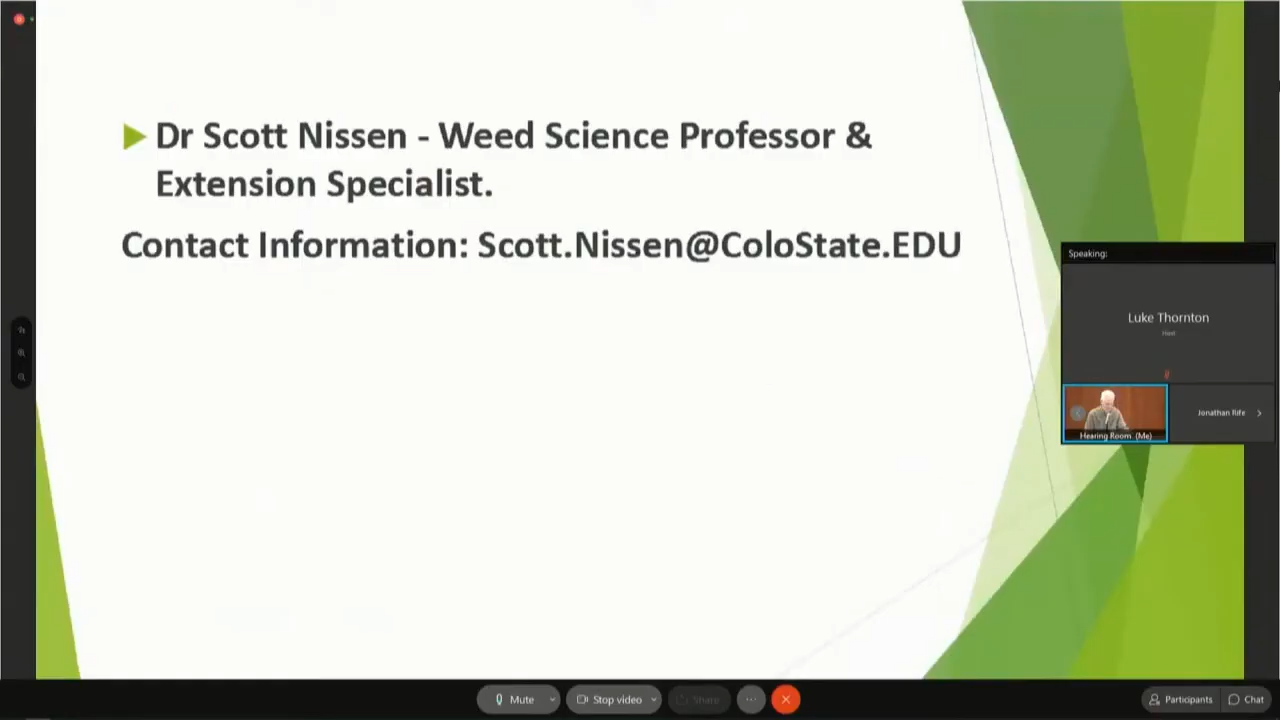 Dr Scott Nissen - Weed Science Professor &
Extension Specialist.
Contact Information: Scott.Nissen@ColoState.EDU
Speaking:
Luke Thornton
Host
Hearing Room (Me)
Jonathan Rife
Mute
Stop video
Share
Participants
Chat